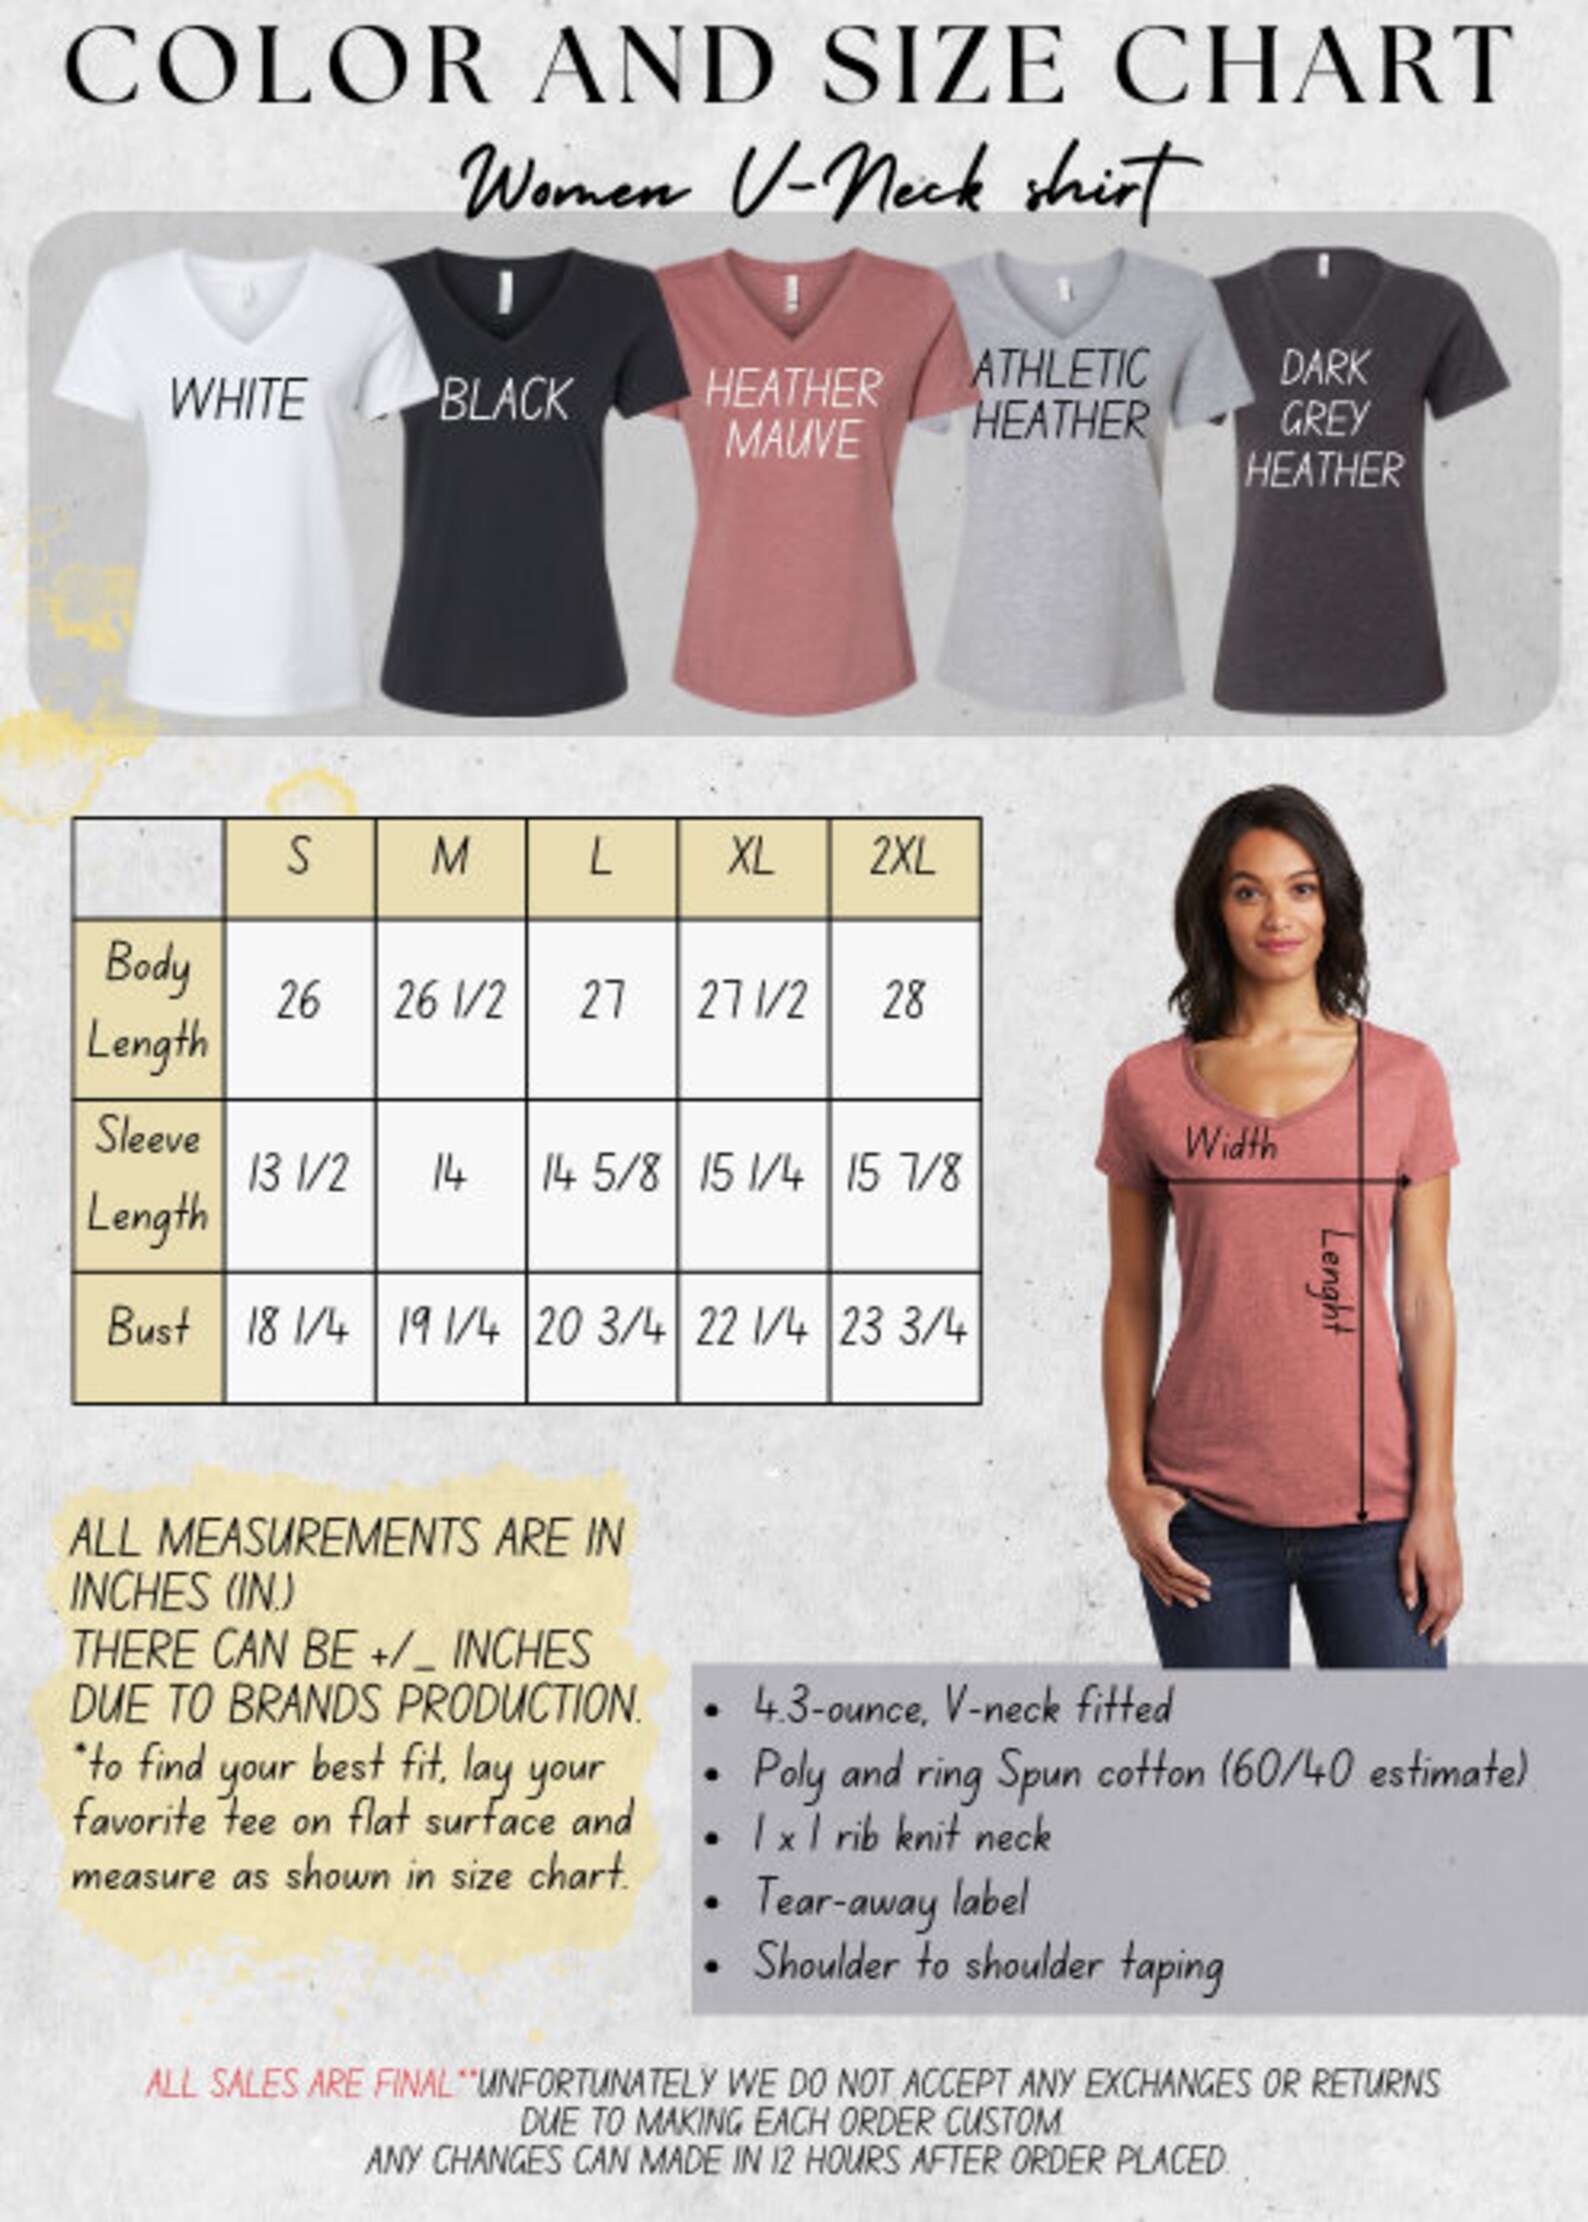 COLOR AND SIZE CHART
Women V-Neck shirt
WHITE
BLACK
HEATHER
MAUVE
ATHLETIC
HEATHER
DARK
GREY
HEATHER
S M L XL 2XL
Body
Length
26 26 1/2 27 27 1/2 28
Sleeve
Length
13 1/2 14 14 5/8 15 1/4 15 7/8
Bust 18 1/4 19 1/4 20 3/4 22 1/4 23 3/4
Width
Lenght
ALL MEASUREMENTS ARE IN
INCHES (IN.)
THERE CAN BE +/_ INCHES
DUE TO BRANDS PRODUCTION.
*to find your best fit, lay your
favorite tee on flat surface and
measure as shown in size chart.
• 4.3-ounce, V-neck fitted
• Poly and ring Spun cotton (60/40 estimate)
• 1 x 1 rib knit neck
• Tear-away label
• Shoulder to shoulder taping
ALL SALES ARE FINAL**UNFORTUNATELY WE DO NOT ACCEPT ANY EXCHANGES OR RETURNS
DUE TO MAKING EACH ORDER CUSTOM.
ANY CHANGES CAN MADE IN 12 HOURS AFTER ORDER PLACED.